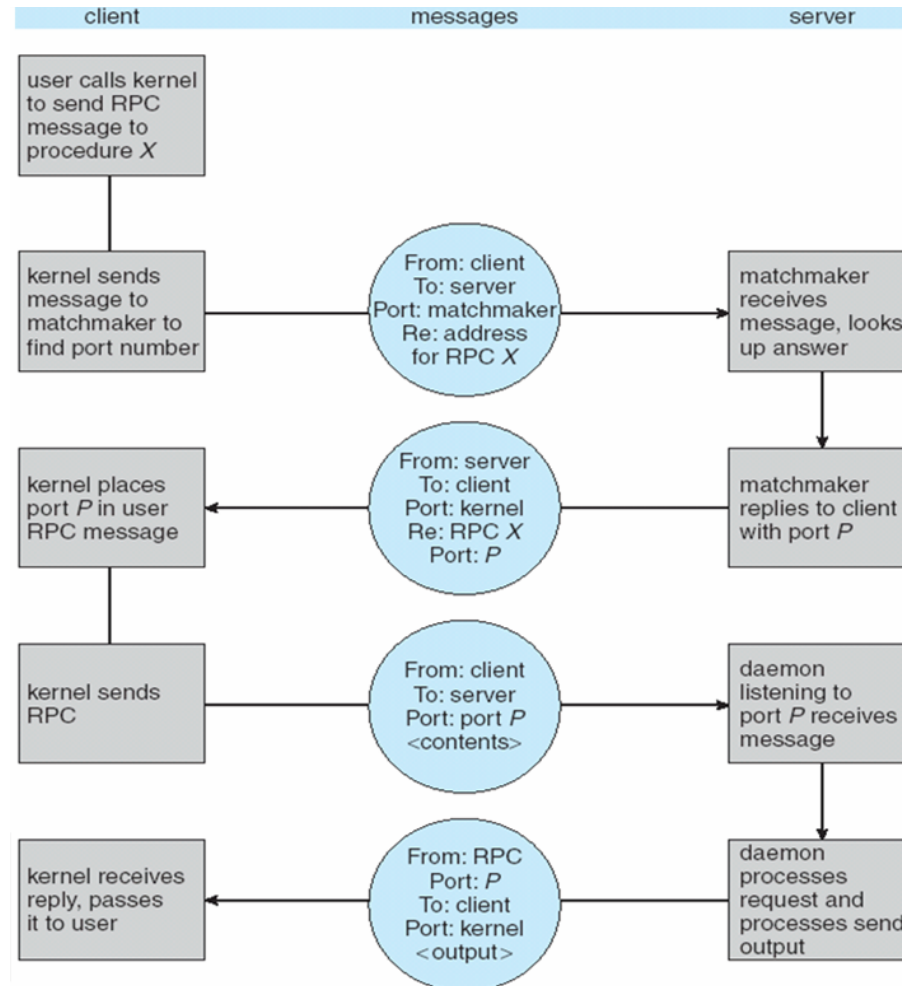 client
messages
server
user calls kernel
to send RPC
message to
procedure X
kernel sends
message to
matchmaker to
find port number
From: client
To: server
Port: matchmaker
Re: address
for RPC X
matchmaker
receives
message, looks
up answer
kernel places
port P in user
RPC message
From: server
To: client
Port: kernel
Re: RPC X
Port: P
matchmaker
replies to client
with port P
kernel sends
RPC
From: client
To: server
Port: port P
<contents>
daemon
listening to
port P receives
message
kernel receives
reply, passes
it to user
From: RPC
Port: P
To: client
Port: kernel
<output>
daemon
processes
request and
processes send
output